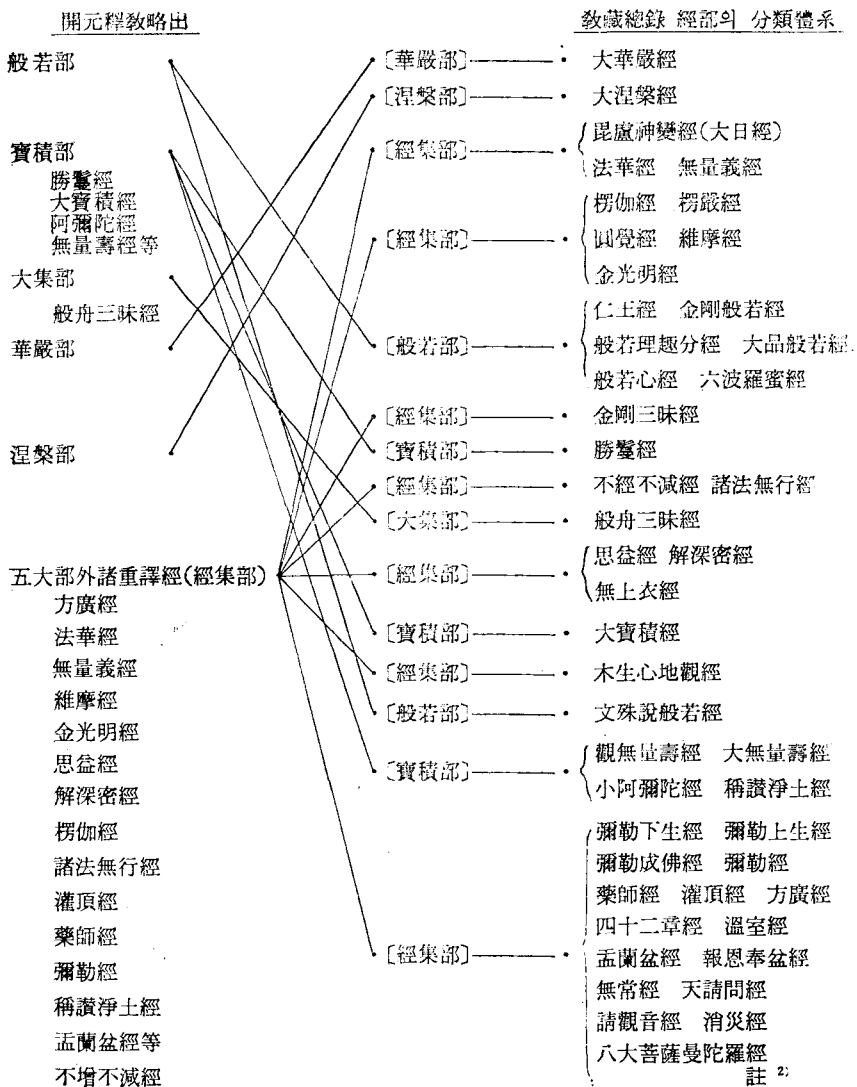 開元釋敎略出
般若部
寶積部
勝鬘經
大寶積經
阿彌陀經
無量壽經等
大集部
般舟三昧經
華嚴部
涅槃部
五大部外諸重譯經(經集部)
方廣經
法華經
無量義經
維摩經
金光明經
思益經
解深密經
楞伽經
諸法無行經
灌頂經
藥師經
彌勒經
稱讚淨土經
盂蘭盆經等
不增不減經
敎藏總錄 經部의 分類體系
〔華嚴部〕 大華嚴經
〔涅槃部〕 大涅槃經
〔經集部〕 毘盧神變經(大日經)
法華經 無量義經
〔經集部〕 楞伽經 楞嚴經
圓覺經 維摩經
金光明經
〔般若部〕 仁王經 金剛般若經
般若理趣分經 大品般若經
般若心經 六波羅蜜經
〔經集部〕 金剛三昧經
〔寶積部〕 勝鬘經
〔經集部〕 不經不減經 諸法無行經
〔大集部〕 般舟三昧經
〔經集部〕 思益經 解深密經
無上衣經
〔寶積部〕 大寶積經
〔經集部〕 木生心地觀經
〔般若部〕 文殊說般若經
〔寶積部〕 觀無量壽經 大無量壽經
小阿彌陀經 稱讚淨土經
〔經集部〕 彌勒下生經 彌勒上生經
彌勒成佛經 彌勒經
藥師經 灌頂經 方廣經
四十二章經 溫室經
盂蘭盆經 報恩奉盆經
無常經 天請問經
請觀音經 消災經
八大菩薩曼陀羅經
註 2)